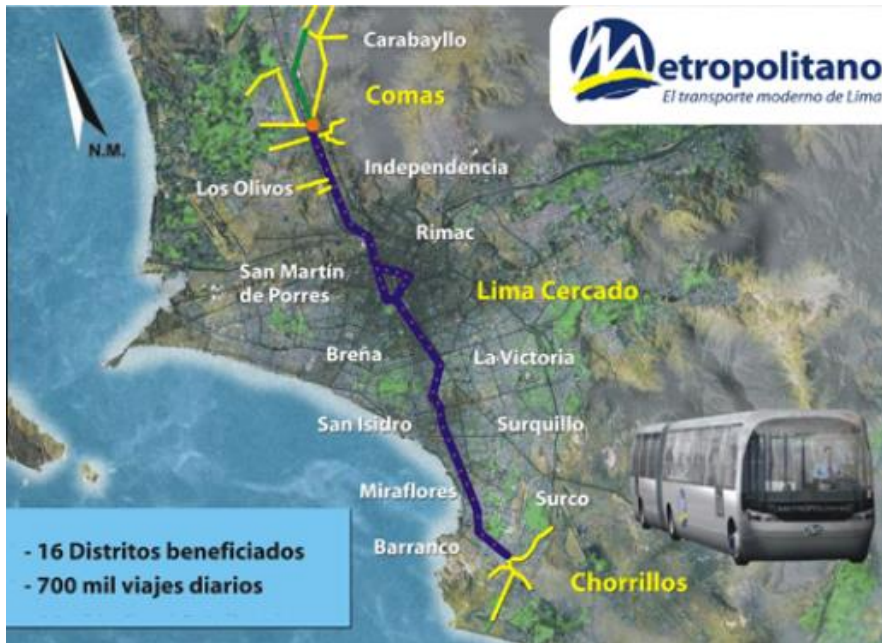 Metropolitano
El transporte moderno de Lima
Carabayllo
Comas
N.M.
Independencia
Los Olivos
Rimac
San Martín
de Porres
Lima Cercado
Breña
La Victoria
San Isidro
Surquillo
Miraflores
Surco
Barranco
Chorrillos
- 16 Distritos beneficiados
- 700 mil viajes diarios